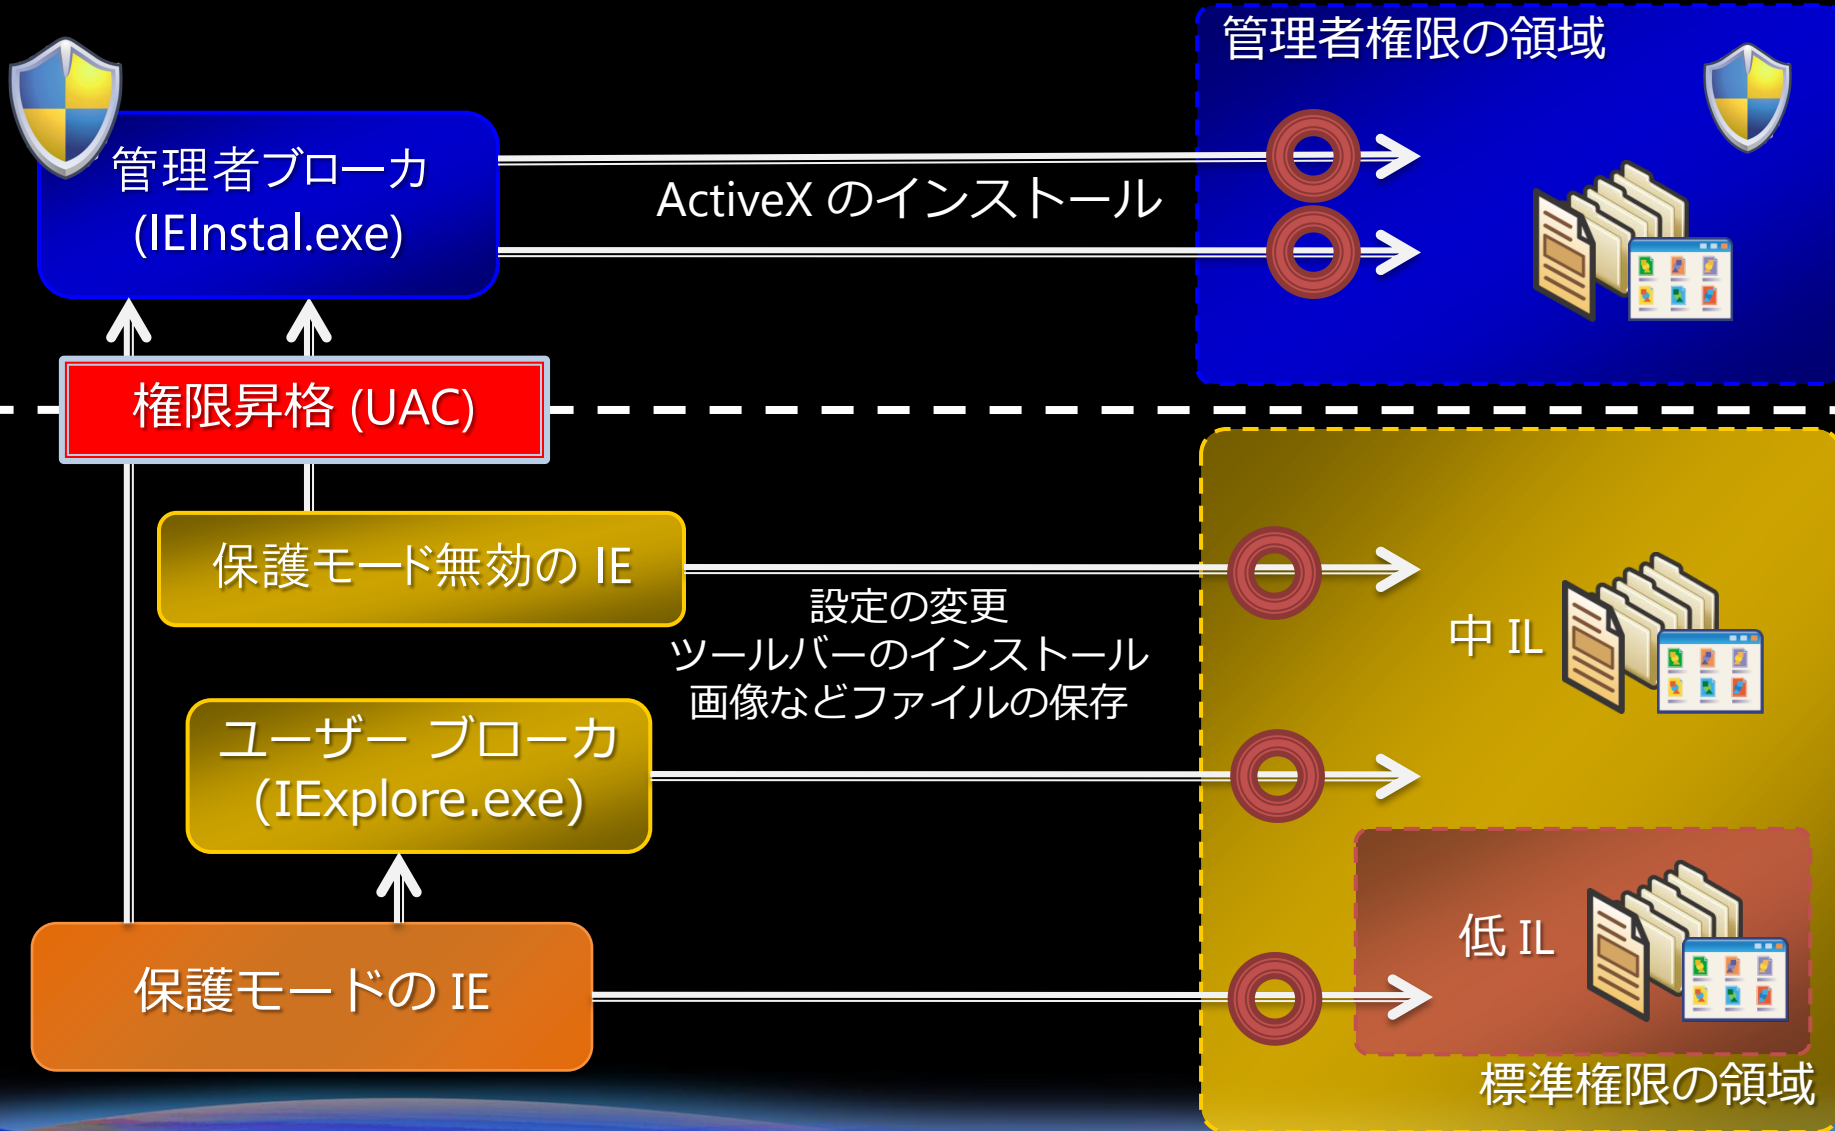 管理者権限の領域
管理者ブローカ
(IEInstal.exe)
ActiveX のインストール
権限昇格 (UAC)
保護モード無効の IE
設定の変更
ツールバーのインストール
画像などファイルの保存
中 IL
ユーザー ブローカ
(IExplore.exe)
低 IL
保護モードの IE
標準権限の領域